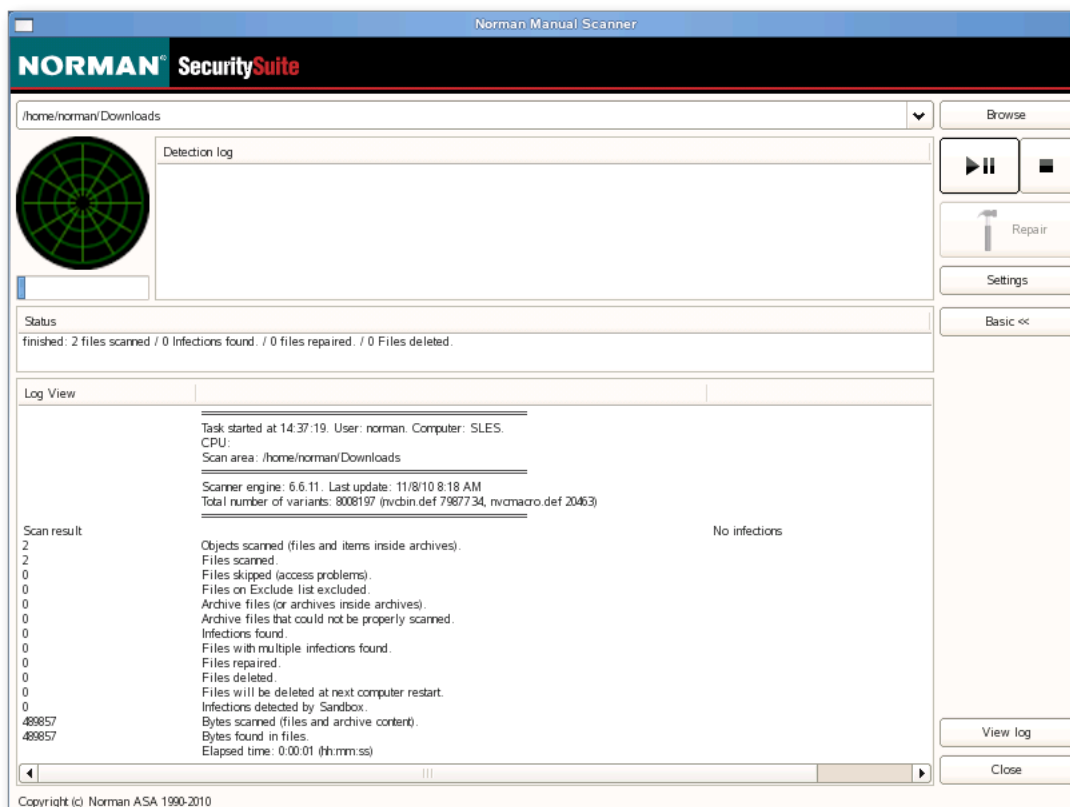 Norman Manual Scanner
NORMAN® SecuritySuite
/home/norman/Downloads
Browse
Detection log
Repair
Settings
Status
Basic <<
finished: 2 files scanned / 0 Infections found. / 0 files repaired. / 0 Files deleted.
Log View
Task started at 14:37:19. User: norman. Computer: SLES.
CPU:
Scan area: /home/norman/Downloads
Scanner engine: 6.6.11. Last update: 11/8/10 8:18 AM
Total number of variants: 8008197 (nvcbin.def 7987734, nvcmacro.def 20463)
Scan result No infections
2 Objects scanned (files and items inside archives).
2 Files scanned.
0 Files skipped (access problems).
0 Files on Exclude list excluded.
0 Archive files (or archives inside archives).
0 Archive files that could not be properly scanned.
0 Infections found.
0 Files with multiple infections found.
0 Files repaired.
0 Files deleted.
0 Files will be deleted at next computer restart.
0 Infections detected by Sandbox.
489857 Bytes scanned (files and archive content).
489857 Bytes found in files.
Elapsed time: 0:00:01 (hh:mm:ss)
View log
Close
Copyright (c) Norman ASA 1990-2010